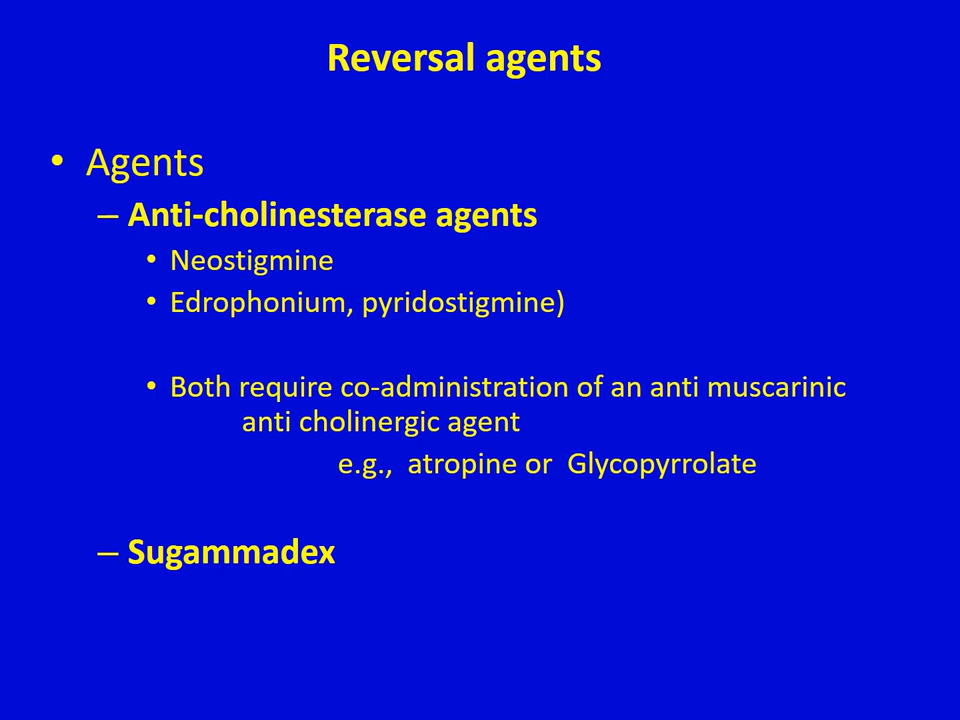 Reversal agents
• Agents
– Anti-cholinesterase agents
• Neostigmine
• Edrophonium, pyridostigmine)
• Both require co-administration of an anti muscarinic
anti cholinergic agent
e.g., atropine or Glycopyrrolate
– Sugammadex